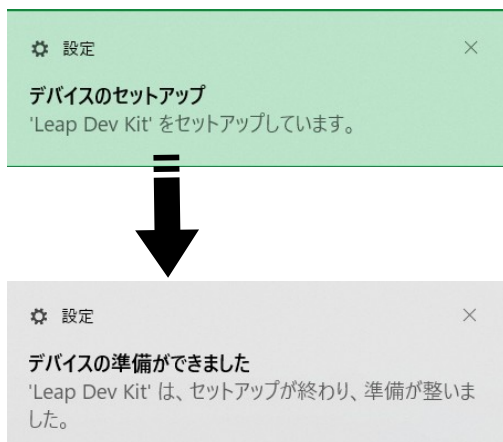 設定
デバイスのセットアップ
'Leap Dev Kit' をセットアップしています。
設定
デバイスの準備ができました
'Leap Dev Kit' は、セットアップが終わり、準備が整いま
した。